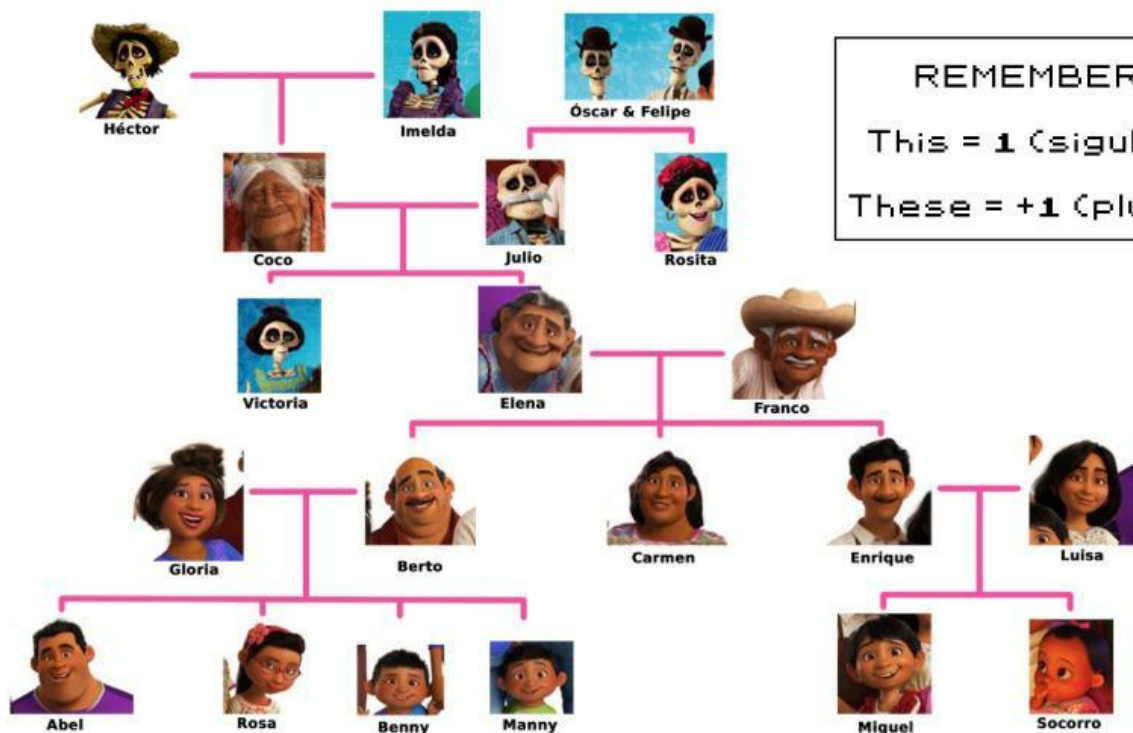 Héctor
Imelda
Óscar & Felipe
REMEMBER
This = 1 (sigul
These = +1 (plu
Coco
Julio
Rosita
Victoria
Elena
Franco
Gloria
Berto
Carmen
Enrique
Luisa
Abel
Rosa
Benny
Manny
Miguel
Socorro